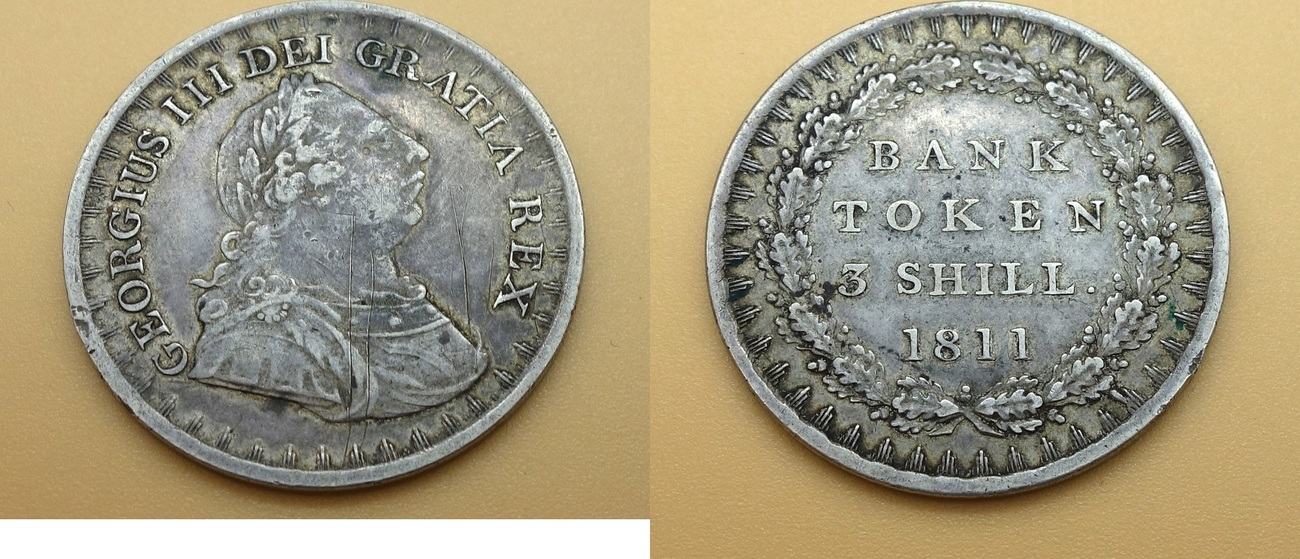 GEORGIUS III DEI GRATIA REX
BANK
TOKEN
3 SHILL.
1811